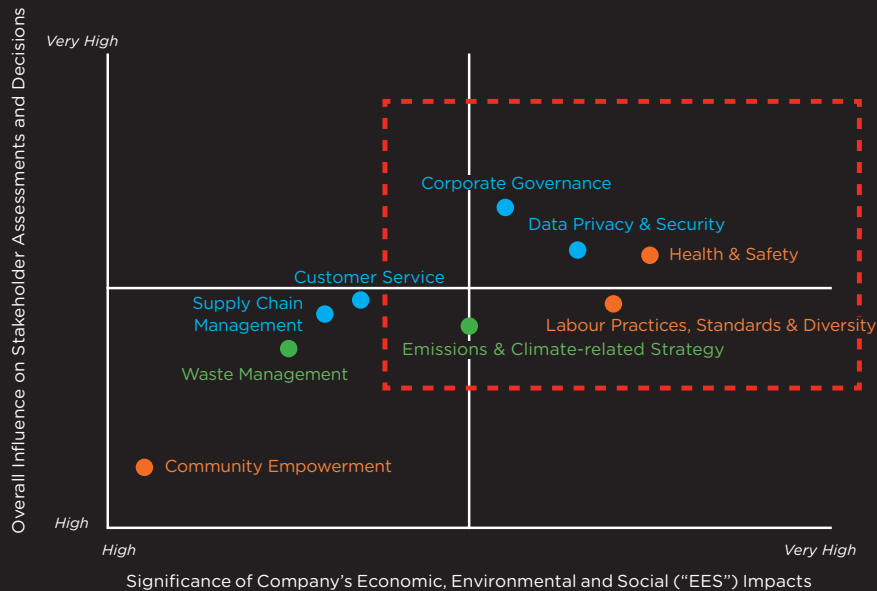 Overall Influence on Stakeholder Assessments and Decisions
Very High
Corporate Governance
Data Privacy & Security
Health & Safety
Customer Service
Supply Chain
Management
Labour Practices, Standards & Diversity
Emissions & Climate-related Strategy
Waste Management
Community Empowerment
High
High
Very High
Significance of Company’s Economic, Environmental and Social (“EES”) Impacts